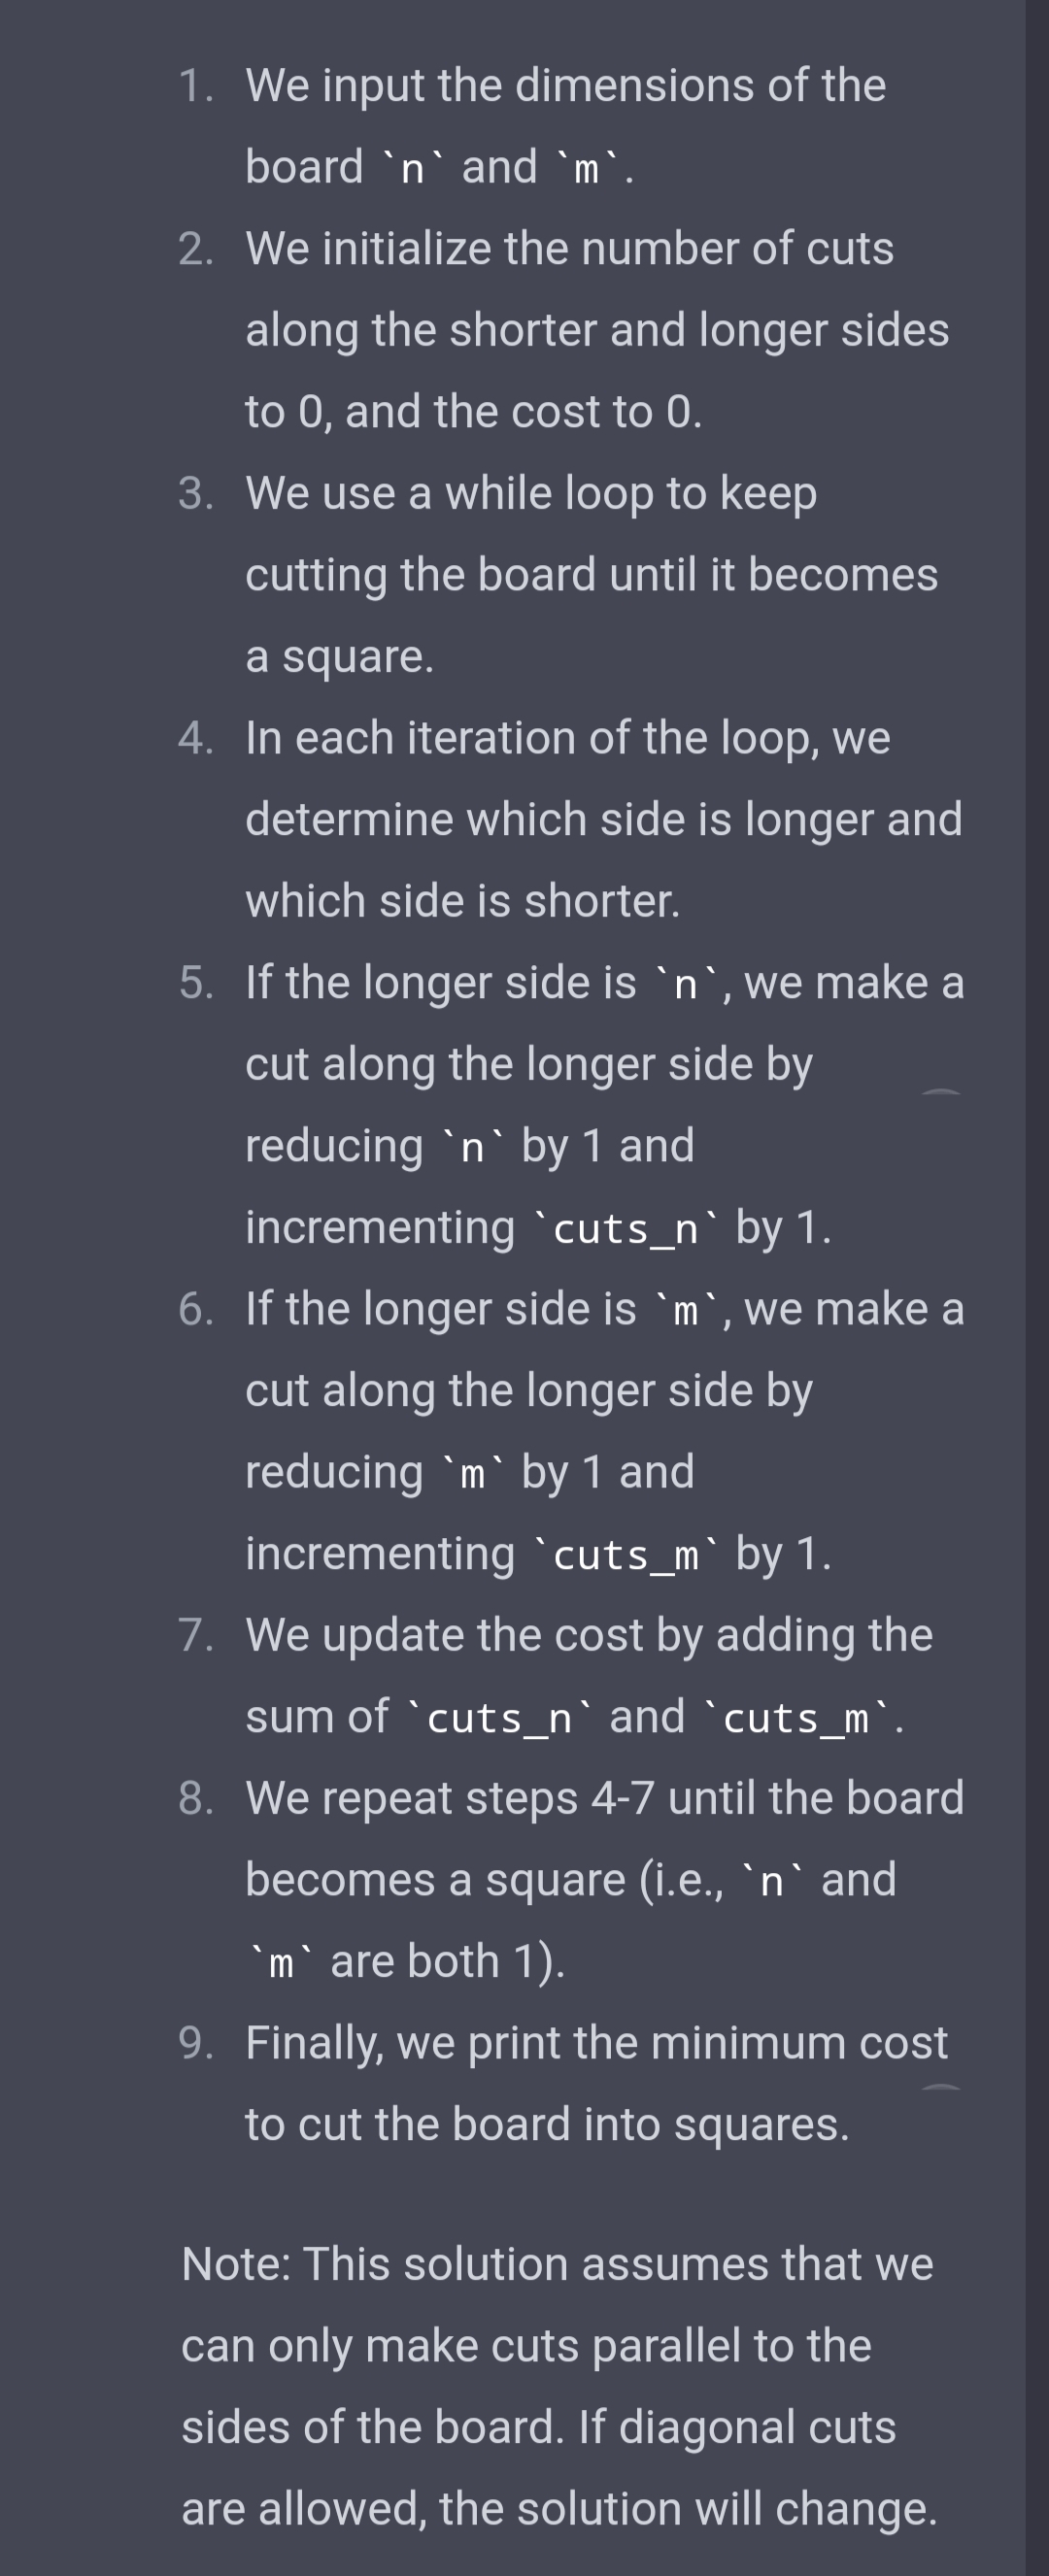 1. We input the dimensions of the
board `n` and `m`.
2. We initialize the number of cuts
along the shorter and longer sides
to 0, and the cost to 0.
3. We use a while loop to keep
cutting the board until it becomes
a square.
4. In each iteration of the loop, we
determine which side is longer and
which side is shorter.
5. If the longer side is `n`, we make a
cut along the longer side by
reducing `n` by 1 and
incrementing `cuts_n` by 1.
6. If the longer side is `m`, we make a
cut along the longer side by
reducing `m` by 1 and
incrementing `cuts_m` by 1.
7. We update the cost by adding the
sum of `cuts_n` and `cuts_m`.
8. We repeat steps 4-7 until the board
becomes a square (i.e., `n` and
`m` are both 1).
9. Finally, we print the minimum cost
to cut the board into squares.
Note: This solution assumes that we
can only make cuts parallel to the
sides of the board. If diagonal cuts
are allowed, the solution will change.